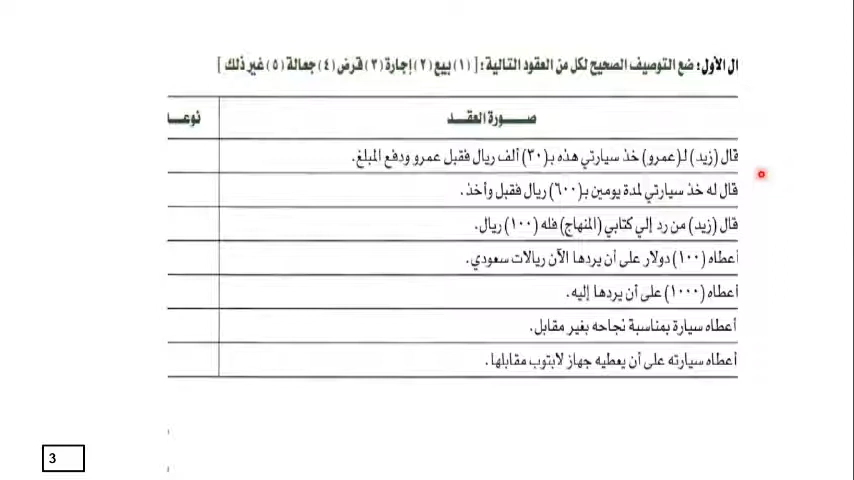 ال الأول: ضع التوصيف الصحيح لكل من العقود التالية: [ (١) بيع (٢) إجارة (٣) قرض (٤) جعالة (٥) غير ذلك ]
صـــورة العقـــد نوعـ
قال (زيد) لـ(عمرو) خذ سيارتي هذه بـ(٣٠) ألف ريال فقبل عمرو ودفع المبلغ.
قال له خذ سيارتي لمدة يومين بـ(٦٠٠) ريال فقبل وأخذ.
قال (زيد) من رد إلي كتابي (المنهاج) فله (١٠٠) ريال.
أعطاه (١٠٠) دولار على أن يردها الآن ريالات سعودي.
أعطاه (١٠٠٠) على أن يردها إليه.
أعطاه سيارة بمناسبة نجاحه بغير مقابل.
أعطاه سيارته على أن يعطيه جهاز لابتوب مقابلها.
3